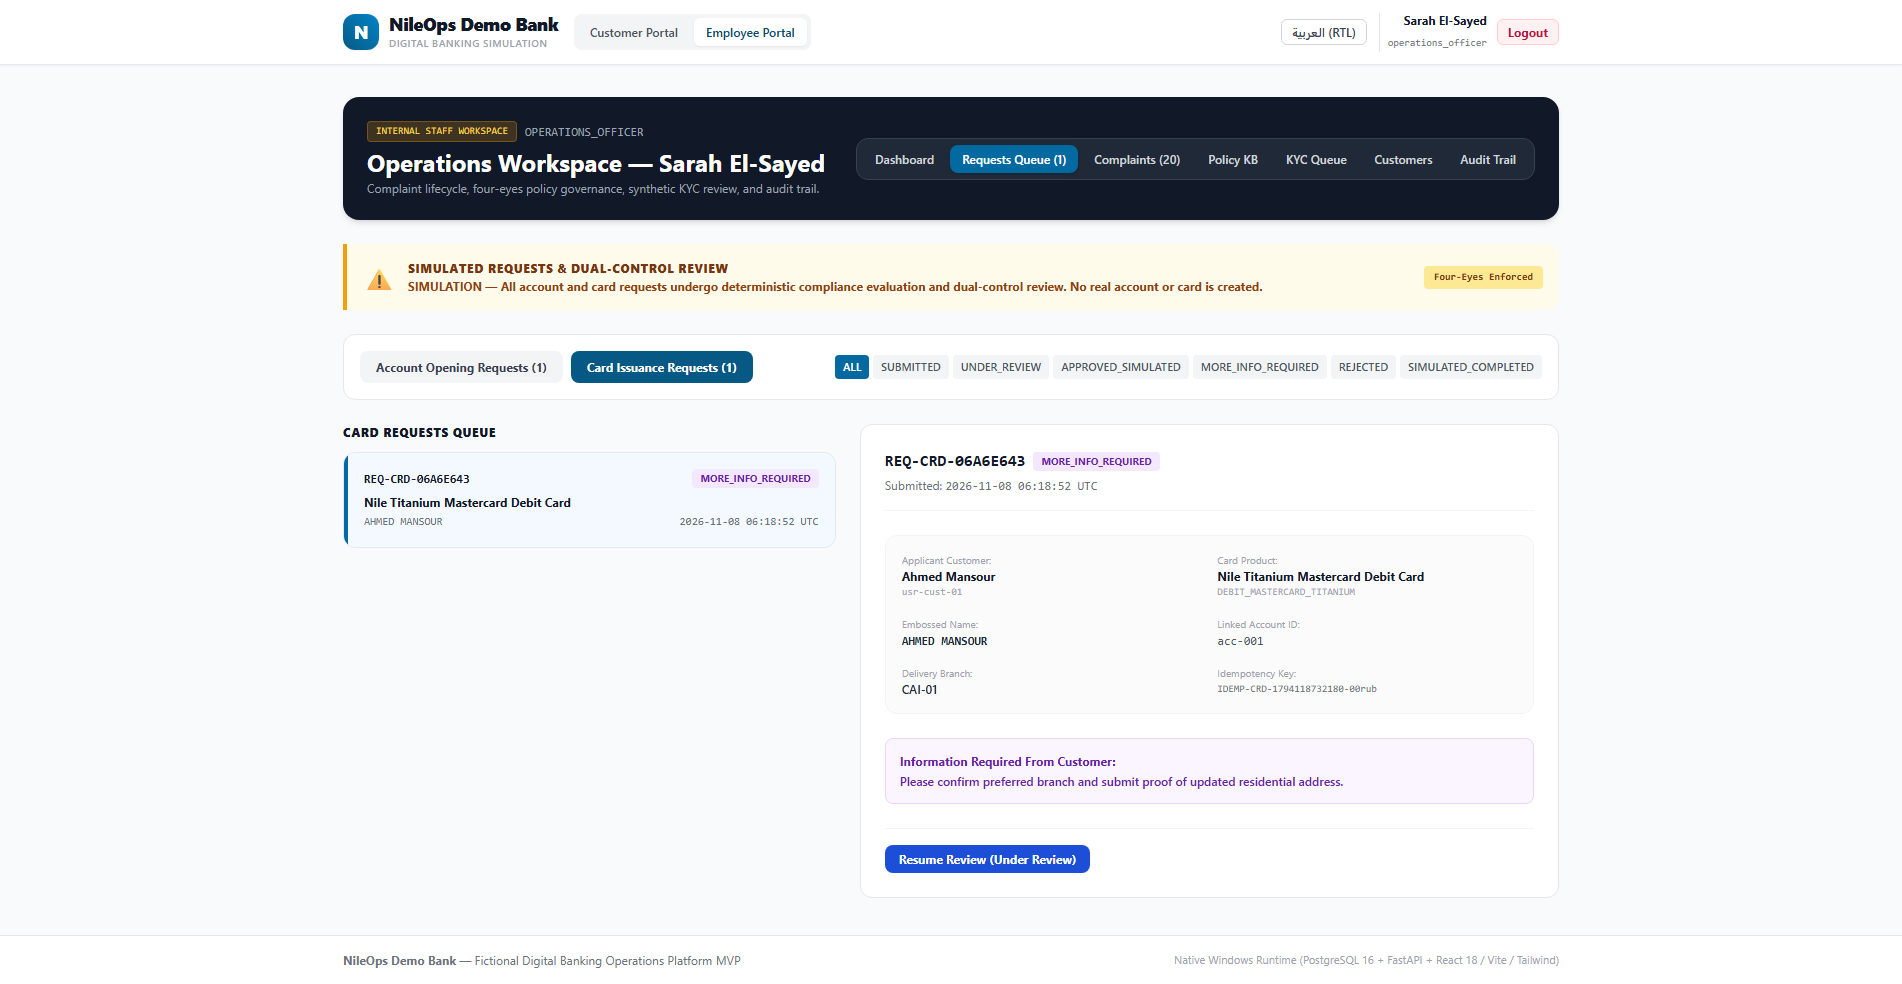 N
NileOps Demo Bank
DIGITAL BANKING SIMULATION
Customer Portal
Employee Portal
العربية (RTL)
Sarah El-Sayed
operations_officer
Logout
INTERNAL STAFF WORKSPACE
OPERATIONS_OFFICER
Operations Workspace — Sarah El-Sayed
Complaint lifecycle, four-eyes policy governance, synthetic KYC review, and audit trail.
Dashboard
Requests Queue (1)
Complaints (20)
Policy KB
KYC Queue
Customers
Audit Trail
SIMULATED REQUESTS & DUAL-CONTROL REVIEW
SIMULATION — All account and card requests undergo deterministic compliance evaluation and dual-control review. No real account or card is created.
Four-Eyes Enforced
Account Opening Requests (1)
Card Issuance Requests (1)
ALL
SUBMITTED
UNDER_REVIEW
APPROVED_SIMULATED
MORE_INFO_REQUIRED
REJECTED
SIMULATED_COMPLETED
CARD REQUESTS QUEUE
REQ-CRD-06A6E643
MORE_INFO_REQUIRED
Nile Titanium Mastercard Debit Card
AHMED MANSOUR
2026-11-08 06:18:52 UTC
REQ-CRD-06A6E643
MORE_INFO_REQUIRED
Submitted: 2026-11-08 06:18:52 UTC
Applicant Customer:
Ahmed Mansour
usr-cust-01
Card Product:
Nile Titanium Mastercard Debit Card
DEBIT_MASTERCARD_TITANIUM
Embossed Name:
AHMED MANSOUR
Linked Account ID:
acc-001
Delivery Branch:
CAI-01
Idempotency Key:
IDEMP-CRD-1794118732180-00rub
Information Required From Customer:
Please confirm preferred branch and submit proof of updated residential address.
Resume Review (Under Review)
NileOps Demo Bank — Fictional Digital Banking Operations Platform MVP
Native Windows Runtime (PostgreSQL 16 + FastAPI + React 18 / Vite / Tailwind)